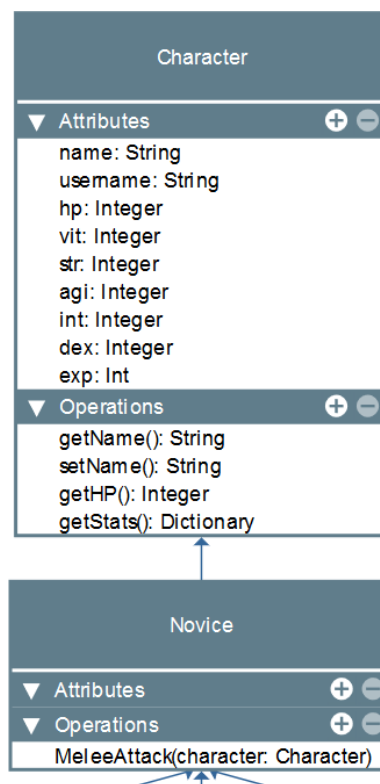 Character
Attributes
name: String
username: String
hp: Integer
vit: Integer
str: Integer
agi: Integer
int: Integer
dex: Integer
exp: Int
Operations
getName(): String
setName(): String
getHP(): Integer
getStats(): Dictionary
Novice
Attributes
Operations
MeleeAttack(character: Character)